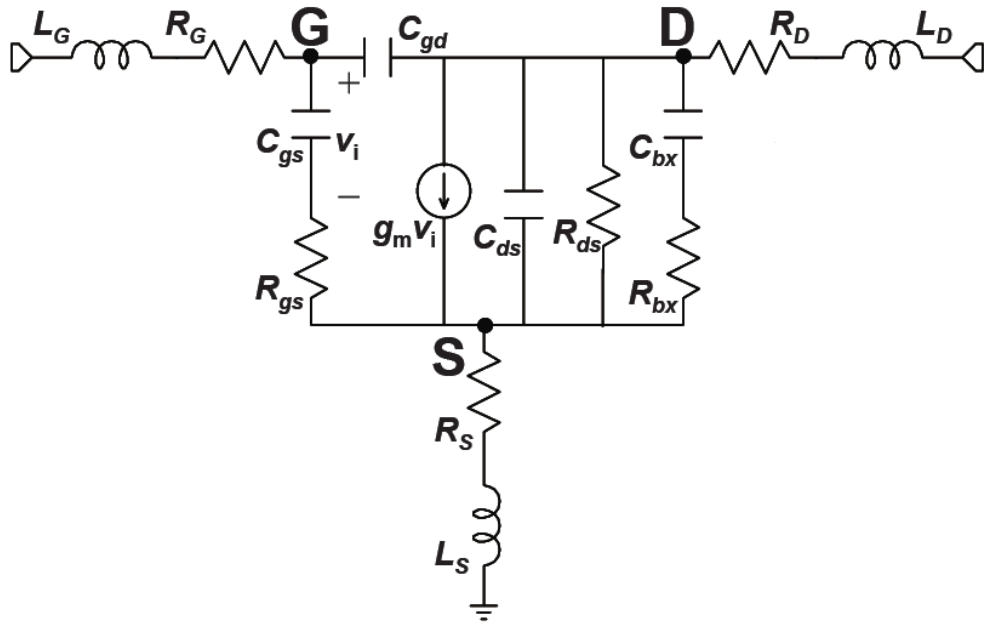 L_G R_G G C_gd D R_D L_D
+
C_gs v_i
−
g_m v_i C_ds R_ds C_bx
R_gs R_bx
S
R_S
L_S